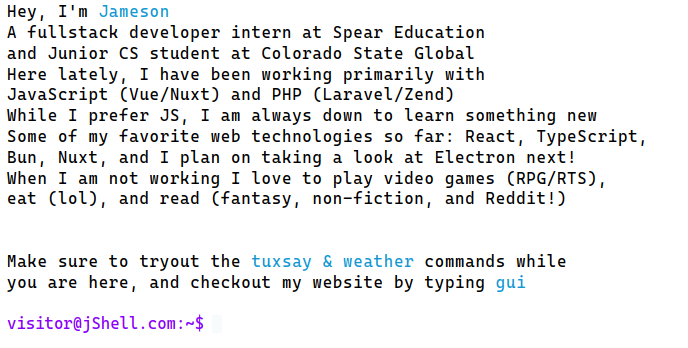 Hey, I'm Jameson
A fullstack developer intern at Spear Education
and Junior CS student at Colorado State Global
Here lately, I have been working primarily with
JavaScript (Vue/Nuxt) and PHP (Laravel/Zend)
While I prefer JS, I am always down to learn something new
Some of my favorite web technologies so far: React, TypeScript,
Bun, Nuxt, and I plan on taking a look at Electron next!
When I am not working I love to play video games (RPG/RTS),
eat (lol), and read (fantasy, non-fiction, and Reddit!)
Make sure to tryout the tuxsay & weather commands while
you are here, and checkout my website by typing gui
visitor@jShell.com:~$